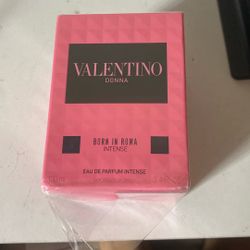 VALENTINO
DONNA
BORN IN ROMA
INTENSE
EAU DE PARFUM INTENSE